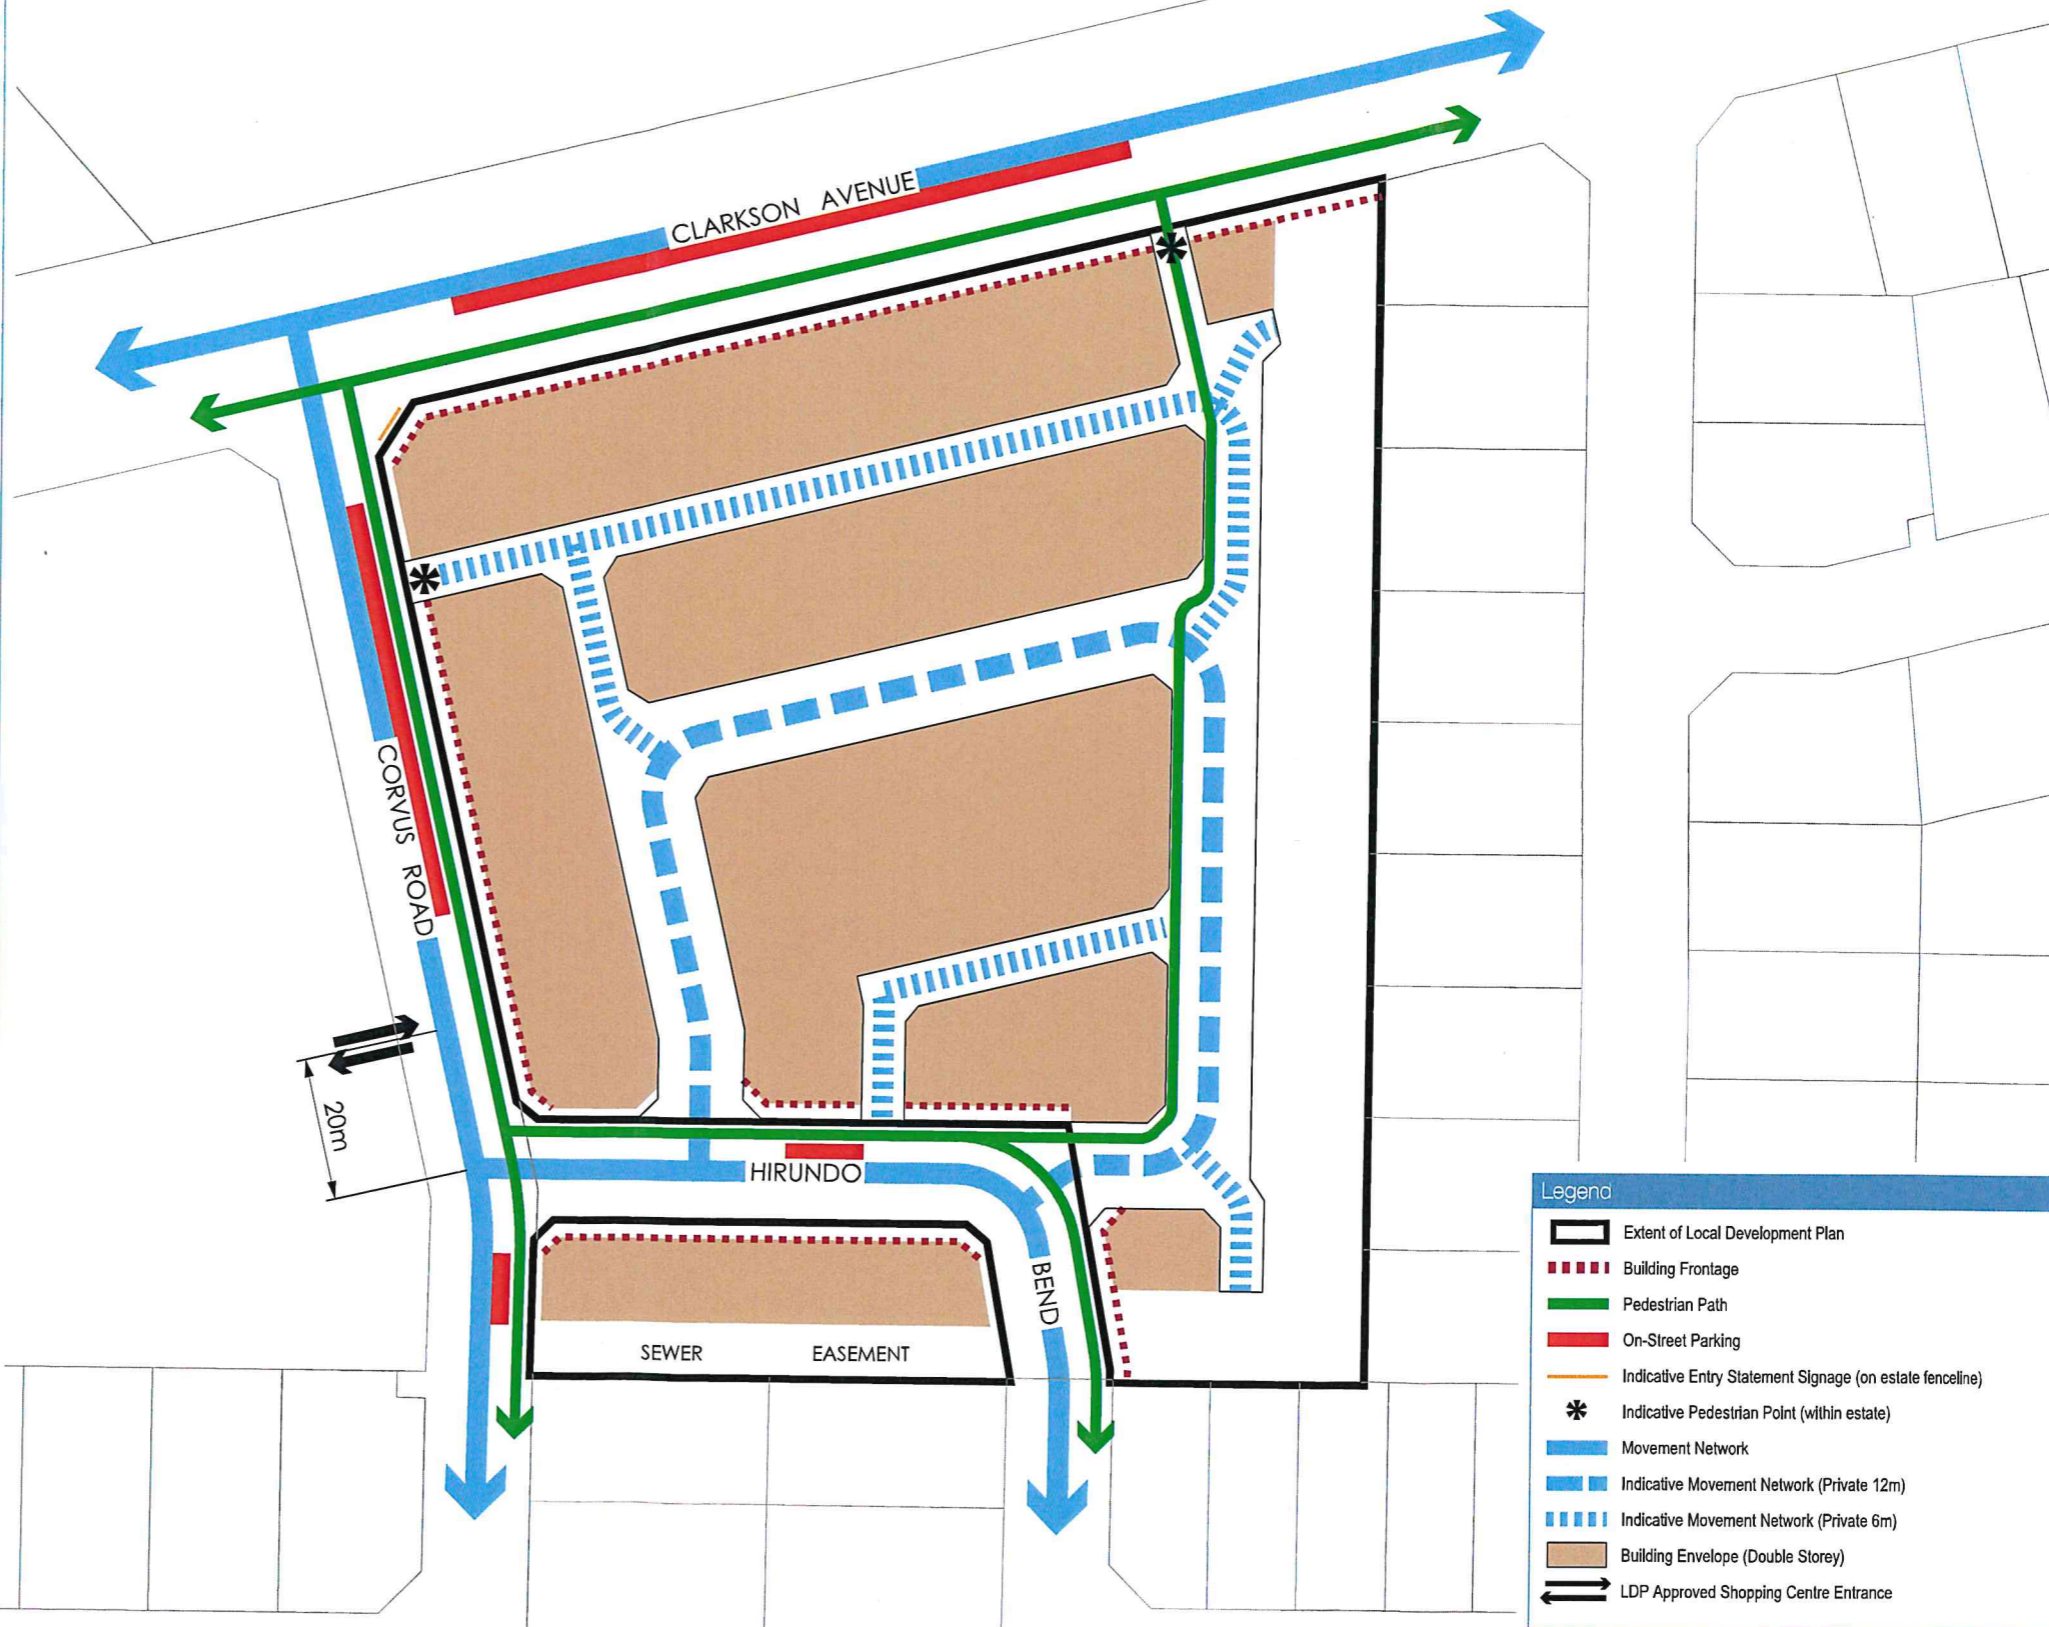 CLARKSON AVENUE
CORVUS ROAD
20m
HIRUNDO
BEND
SEWER EASEMENT
Legend
Extent of Local Development Plan
Building Frontage
Pedestrian Path
On-Street Parking
Indicative Entry Statement Signage (on estate fenceline)
Indicative Pedestrian Point (within estate)
Movement Network
Indicative Movement Network (Private 12m)
Indicative Movement Network (Private 6m)
Building Envelope (Double Storey)
LDP Approved Shopping Centre Entrance